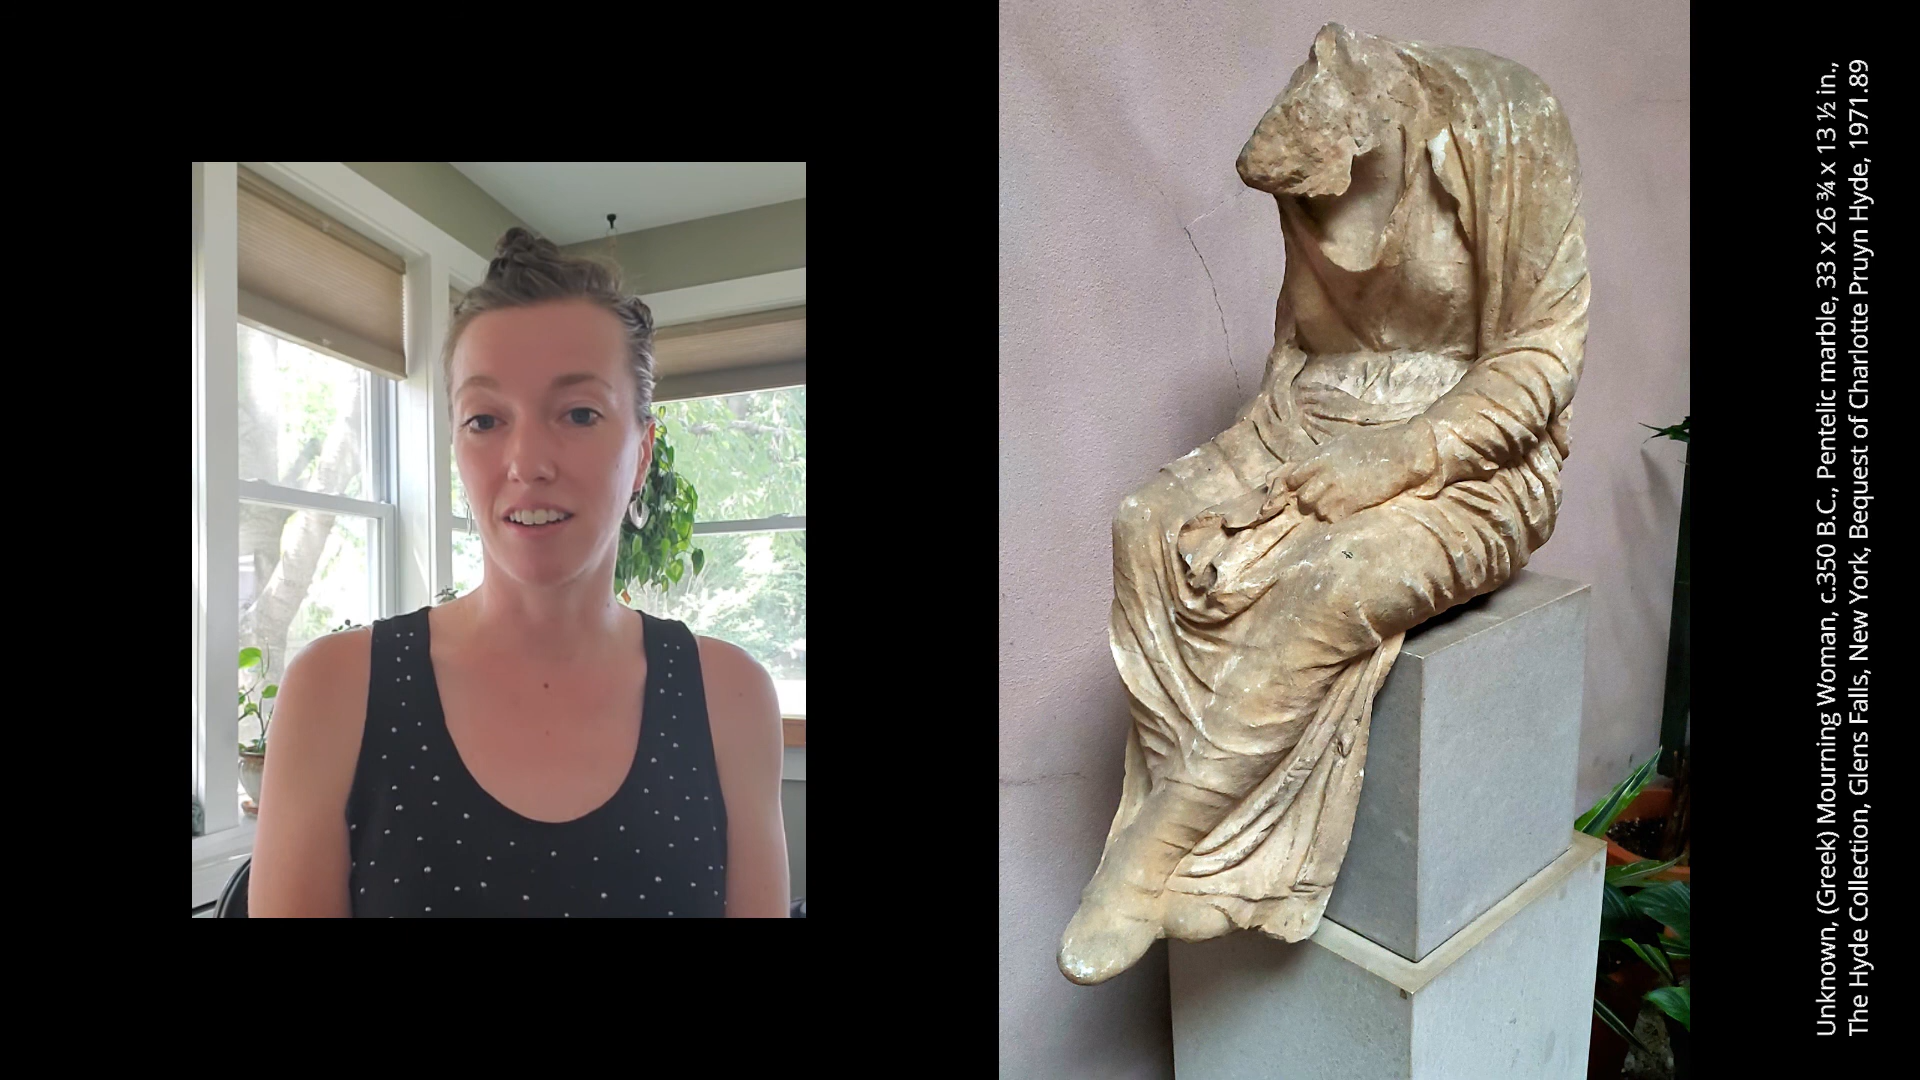 Unknown, (Greek) Mourning Woman, c.350 B.C., Pentelic marble, 33 x 26 ¾ x 13 ½ in.,
The Hyde Collection, Glens Falls, New York, Bequest of Charlotte Pruyn Hyde, 1971.89